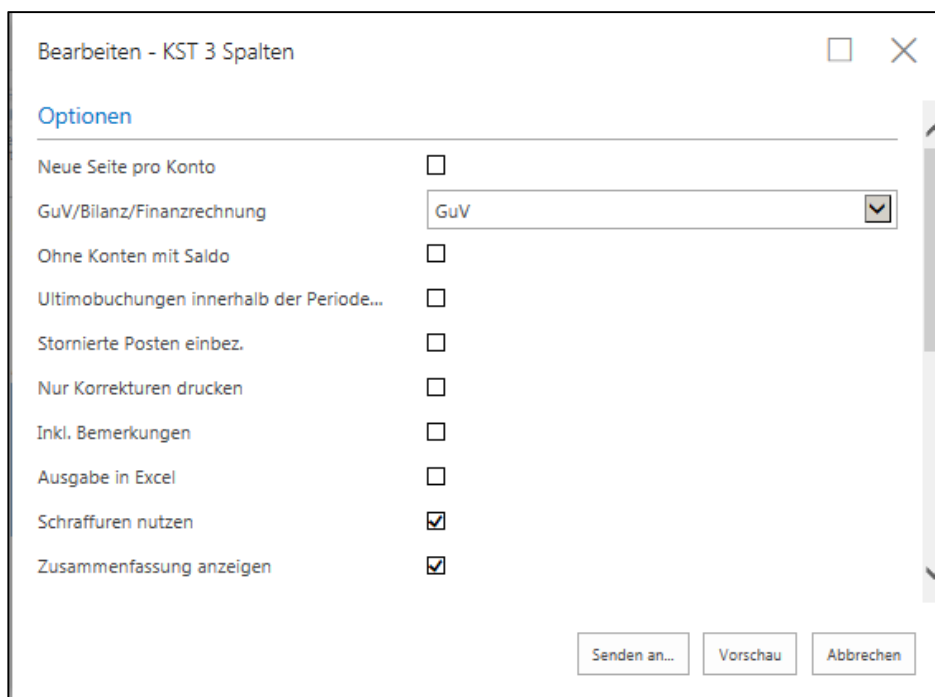 Bearbeiten - KST 3 Spalten
Optionen
Neue Seite pro Konto
GuV/Bilanz/Finanzrechnung GuV
Ohne Konten mit Saldo
Ultimobuchungen innerhalb der Periode...
Stornierte Posten einbez.
Nur Korrekturen drucken
Inkl. Bemerkungen
Ausgabe in Excel
Schraffuren nutzen
Zusammenfassung anzeigen
Senden an... Vorschau Abbrechen